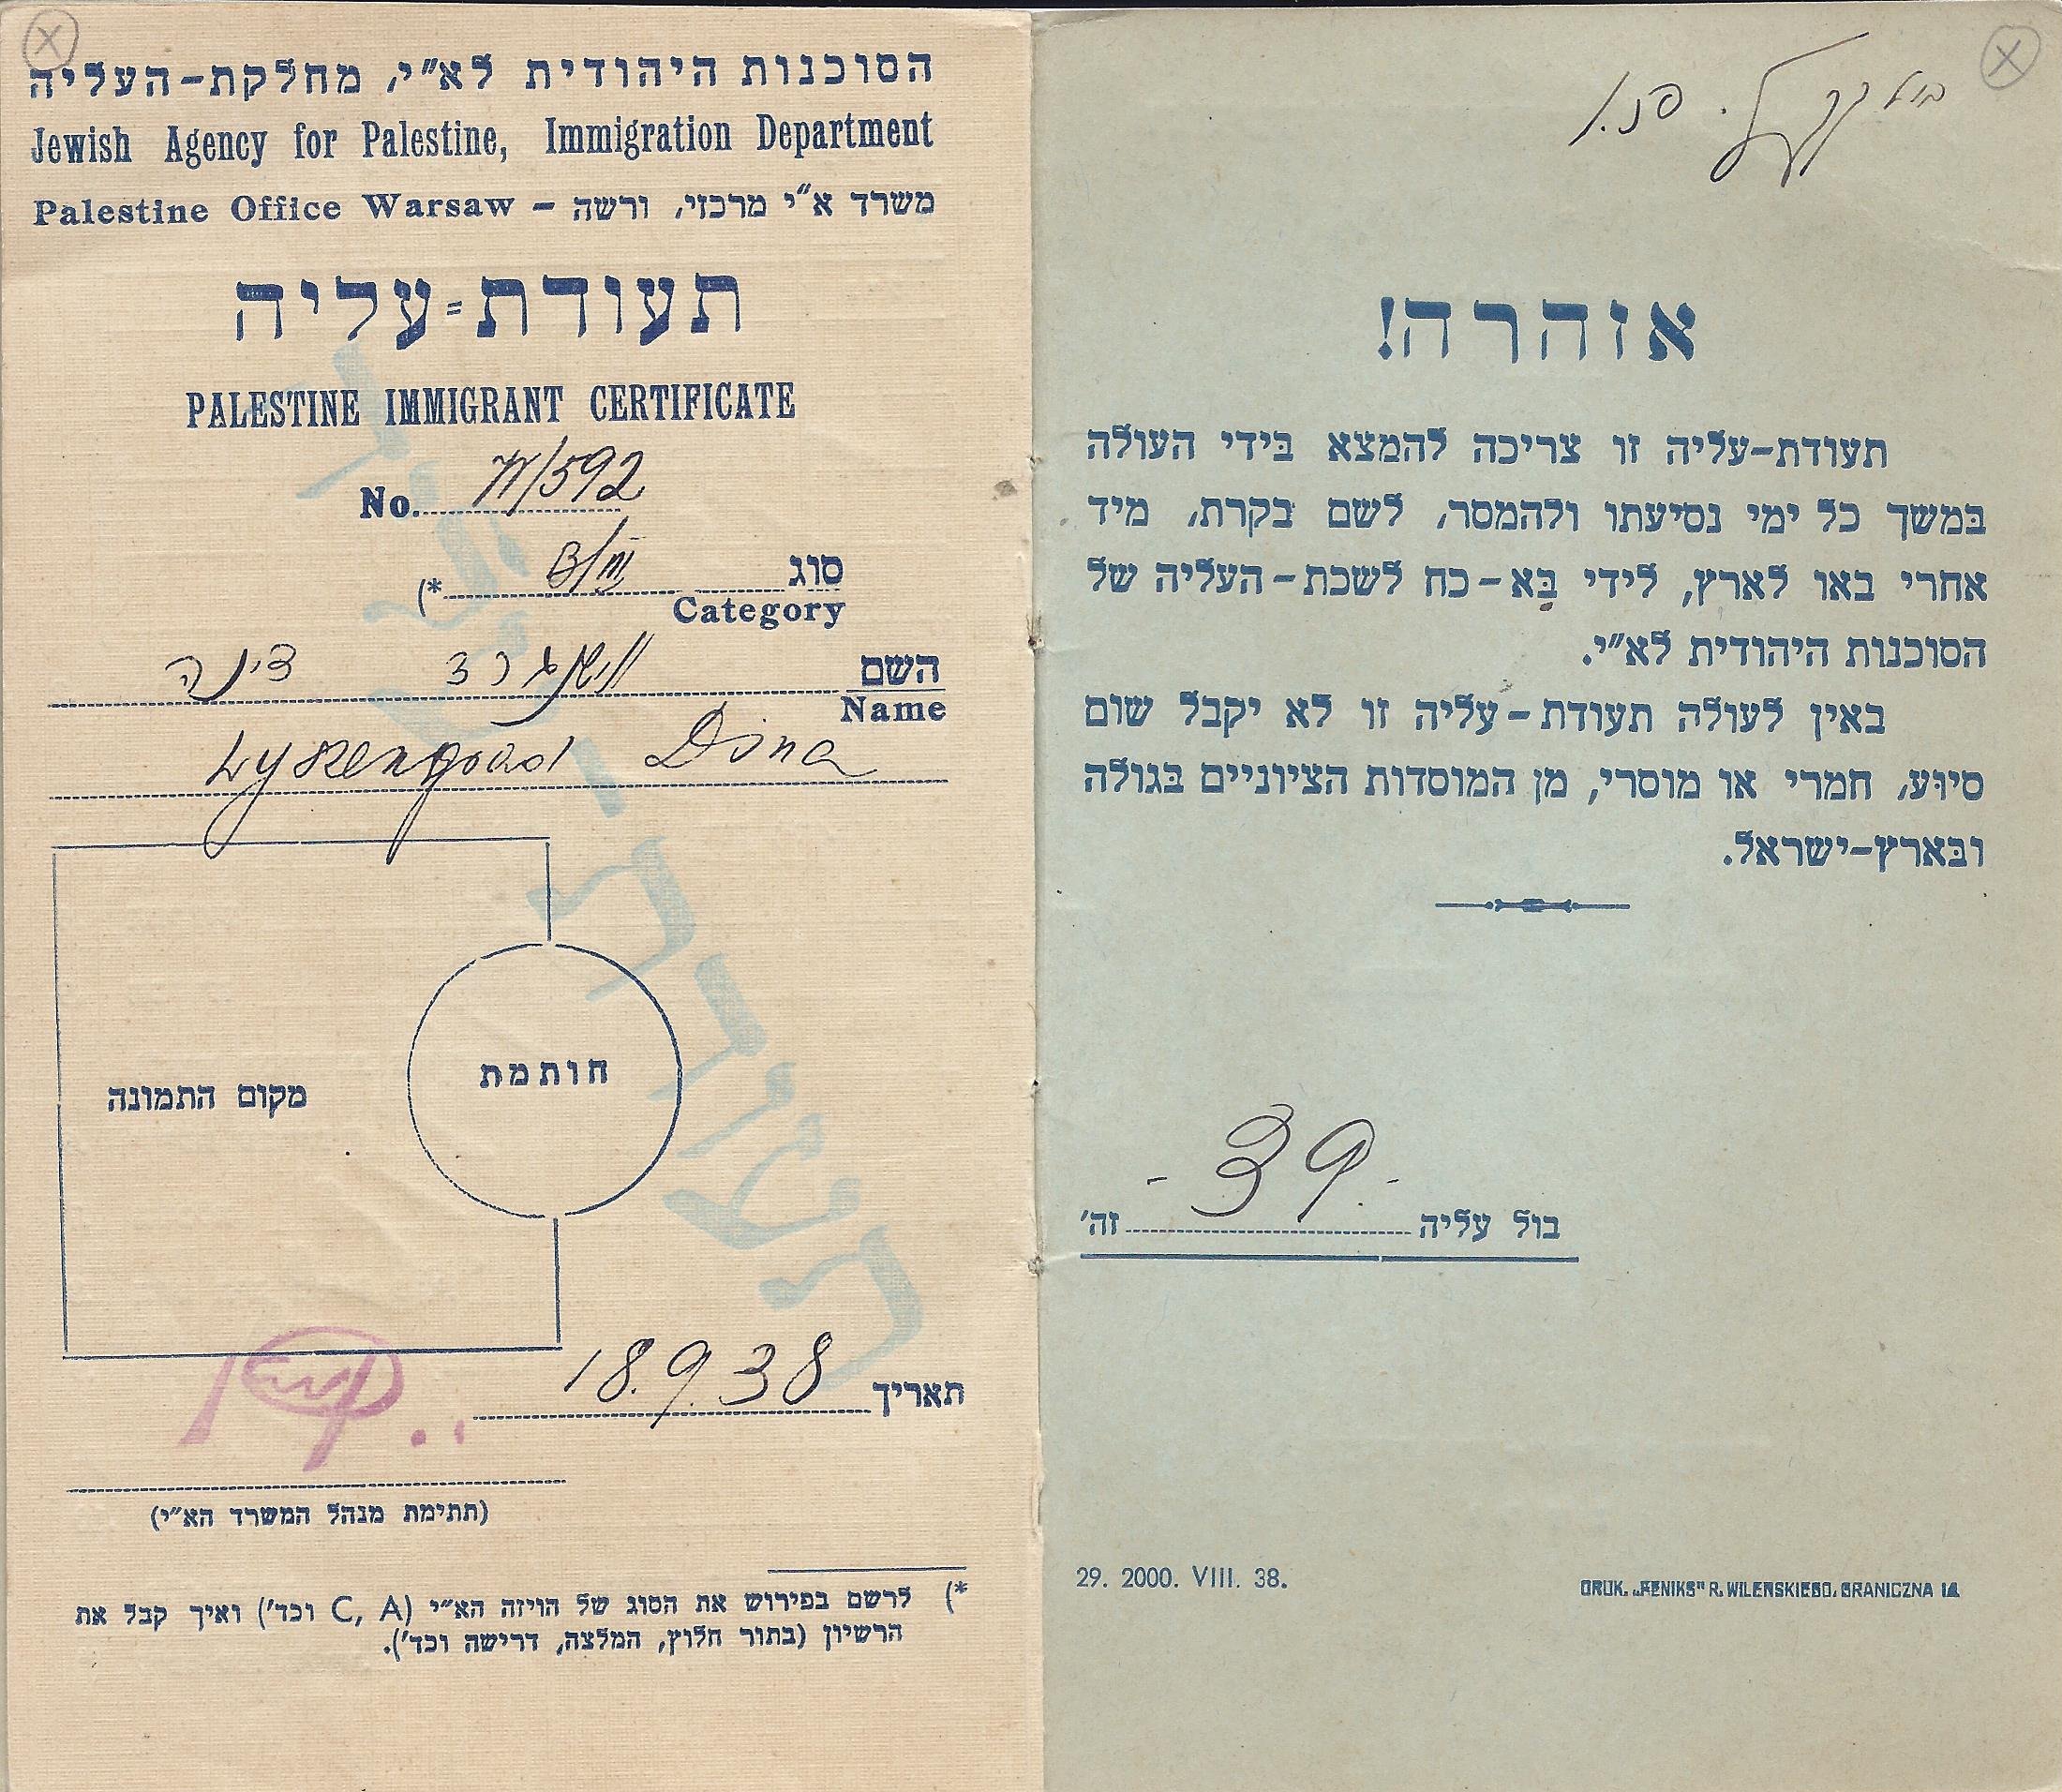 הסוכנות היהודית לא"י, מחלקת-העליה
Jewish Agency for Palestine, Immigration Department
Palestine Office Warsaw – משרד א"י מרכזי, ורשה
תעודת=עליה
PALESTINE IMMIGRANT CERTIFICATE
No. W/592
סוג B/III (*
Category
השם דינה
Name
Lyszengrod Dina
חותמת
מקום התמונה
תאריך 18.9.38
(חתימת מנהל המשרד הא"י)
*) לרשם בפירוש את הסוג של הויזה הא"י (C, A וכד') ואיך קבל את
הרשיון (בתור חלוץ, המלצה, דרישה וכד').
אזהרה!
תעודת-עליה זו צריכה להמצא בידי העולה
במשך כל ימי נסיעתו ולהמסר, לשם בקרת, מיד
אחרי באו לארץ, לידי בא-כח לשכת-העליה של
הסוכנות היהודית לא"י.
באין לעולה תעודת-עליה זו לא יקבל שום
סיוע, חמרי או מוסרי, מן המוסדות הציוניים בגולה
ובארץ-ישראל.
בול עליה - 39.- זה'
29. 2000. VIII. 38.
DRUK. „FENIKS" R. WILENSKIEGO. GRANICZNA 14